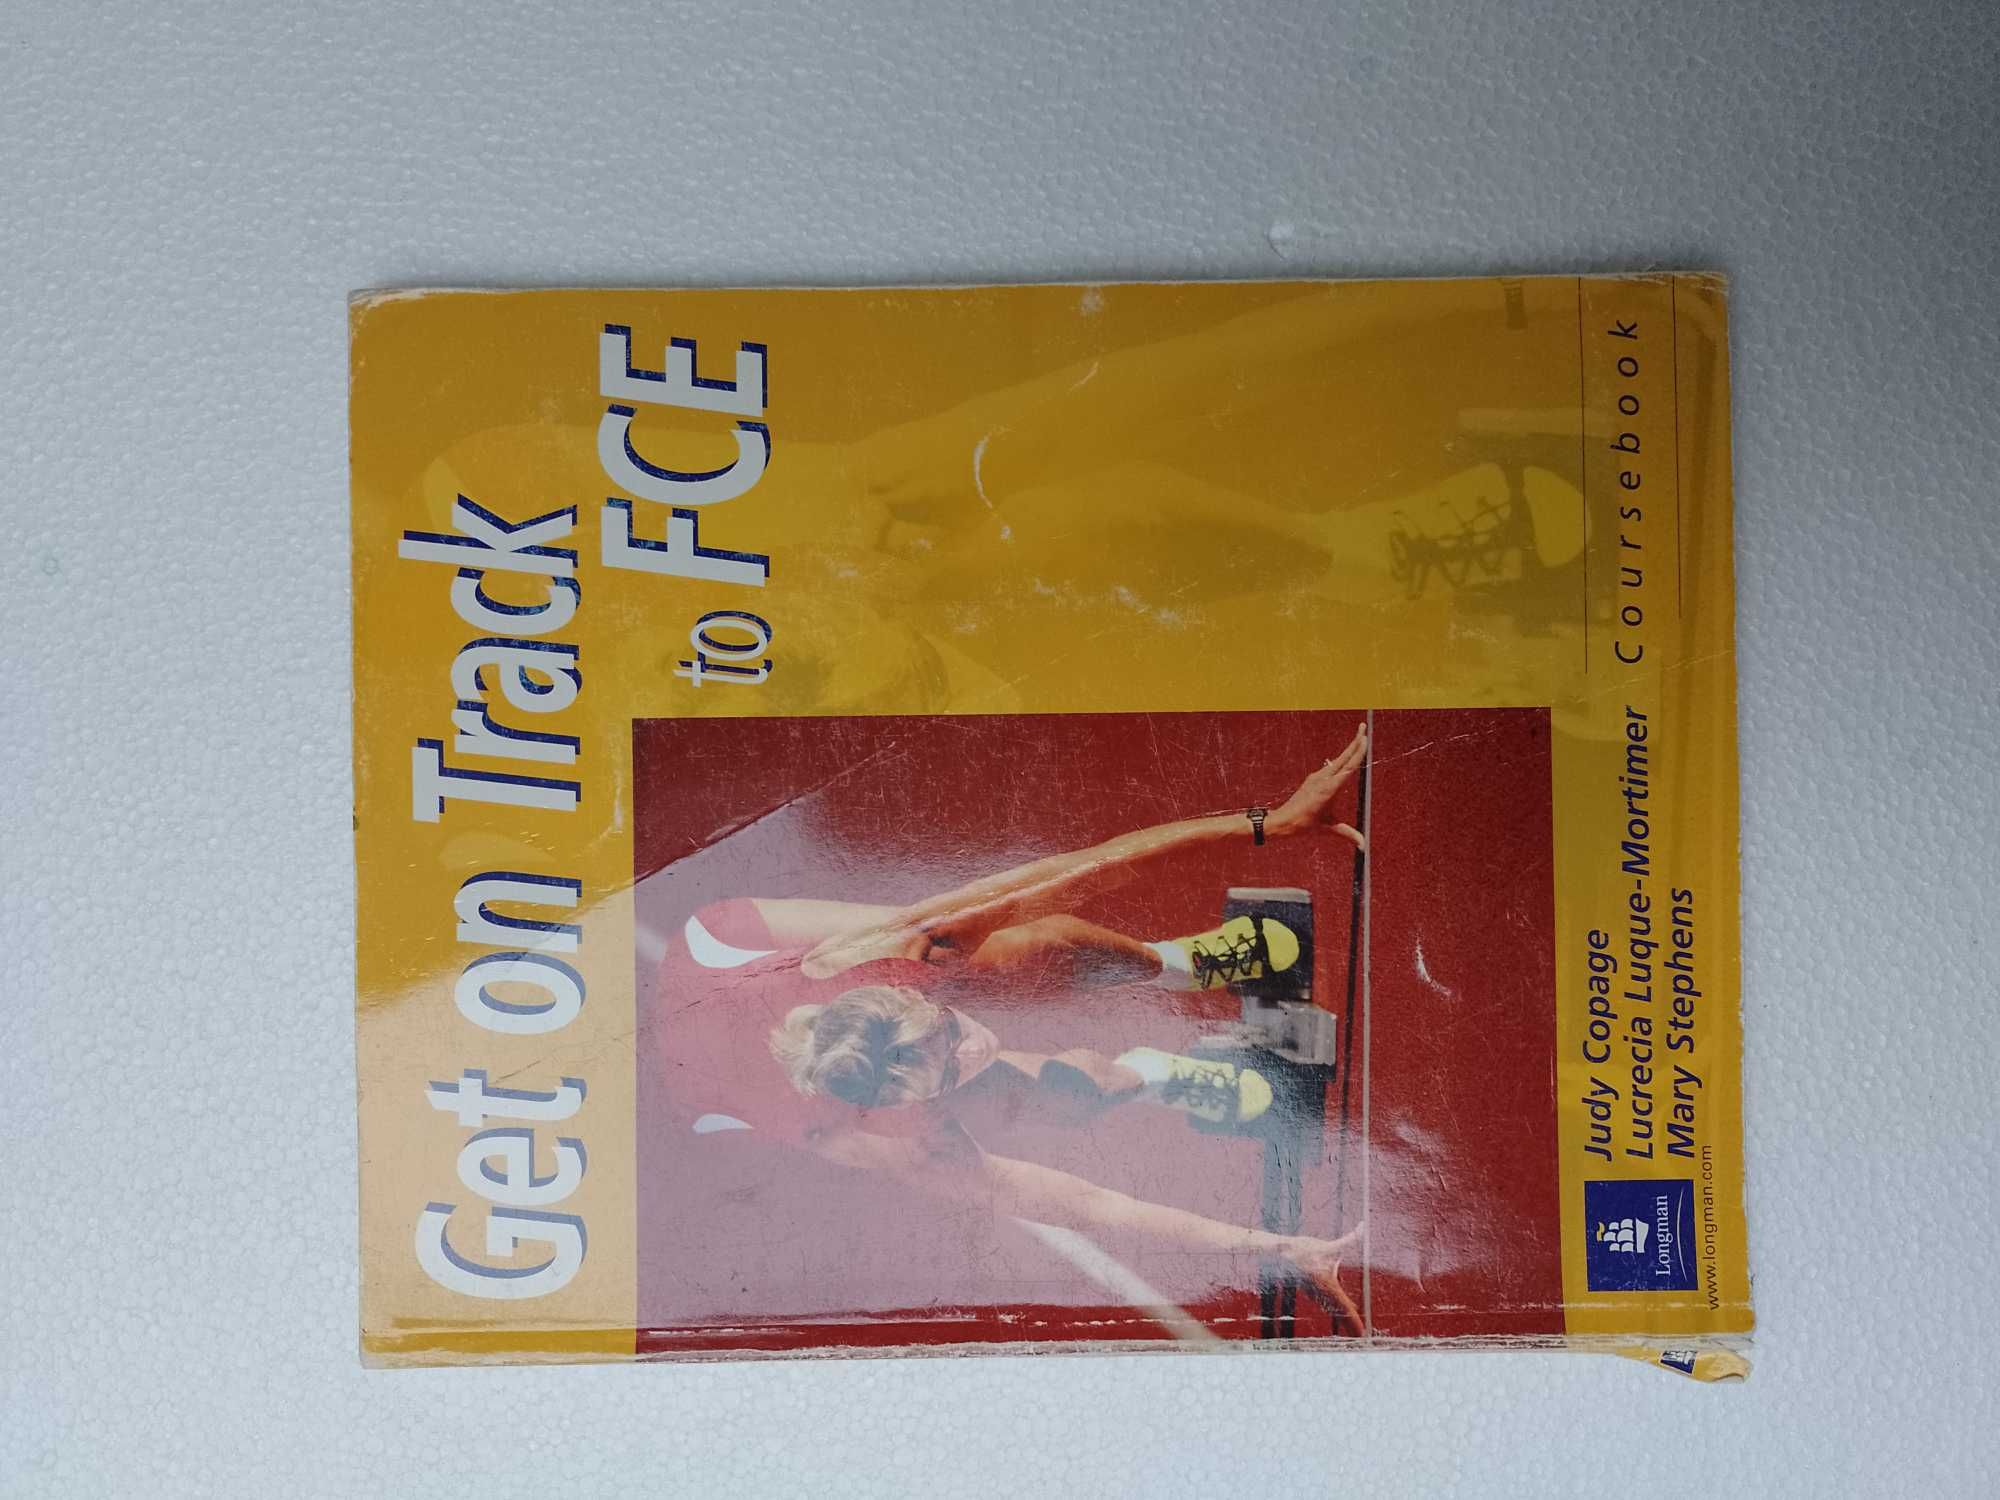 Get on Track
to FCE
Judy Copage
Lucrecia Luque-Mortimer
Mary Stephens
Coursebook
Longman
www.longman.com